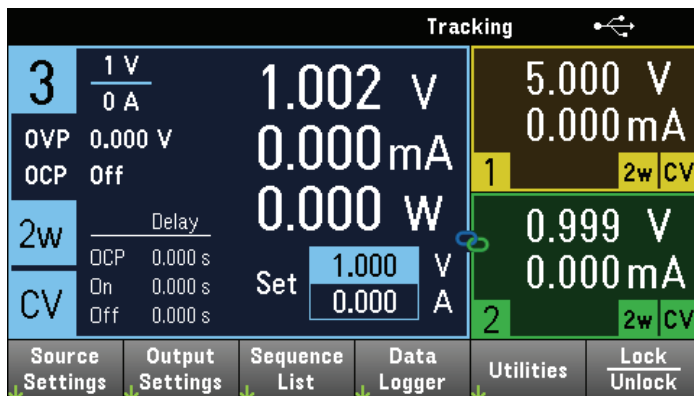 Tracking
3
1 V
0 A
OVP 0.000 V
OCP Off
1.002 V
0.000 mA
0.000 W
2w
CV
Delay
OCP 0.000 s
On 0.000 s
Off 0.000 s
Set 1.000 V
0.000 A
5.000 V
0.000 mA
1 2w CV
0.999 V
0.000 mA
2 2w CV
Source Settings
Output Settings
Sequence List
Data Logger
Utilities
Lock
Unlock